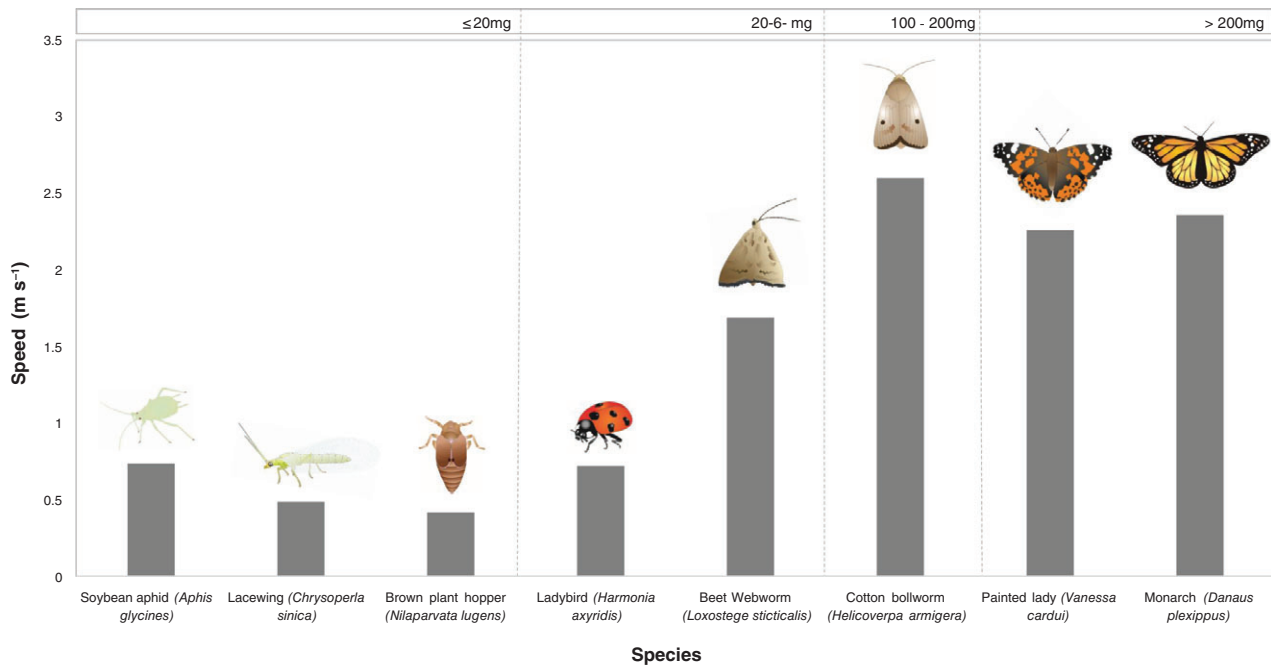 ≤20mg 20-6- mg 100 - 200mg > 200mg
3.5
3
2.5
2
1.5
1
0.5
0
Speed (m s⁻¹)
Soybean aphid (Aphis
glycines)
Lacewing (Chrysoperla
sinica)
Brown plant hopper
(Nilaparvata lugens)
Ladybird (Harmonia
axyridis)
Beet Webworm
(Loxostege sticticalis)
Cotton bollworm
(Helicoverpa armigera)
Painted lady (Vanessa
cardui)
Monarch (Danaus
plexippus)
Species